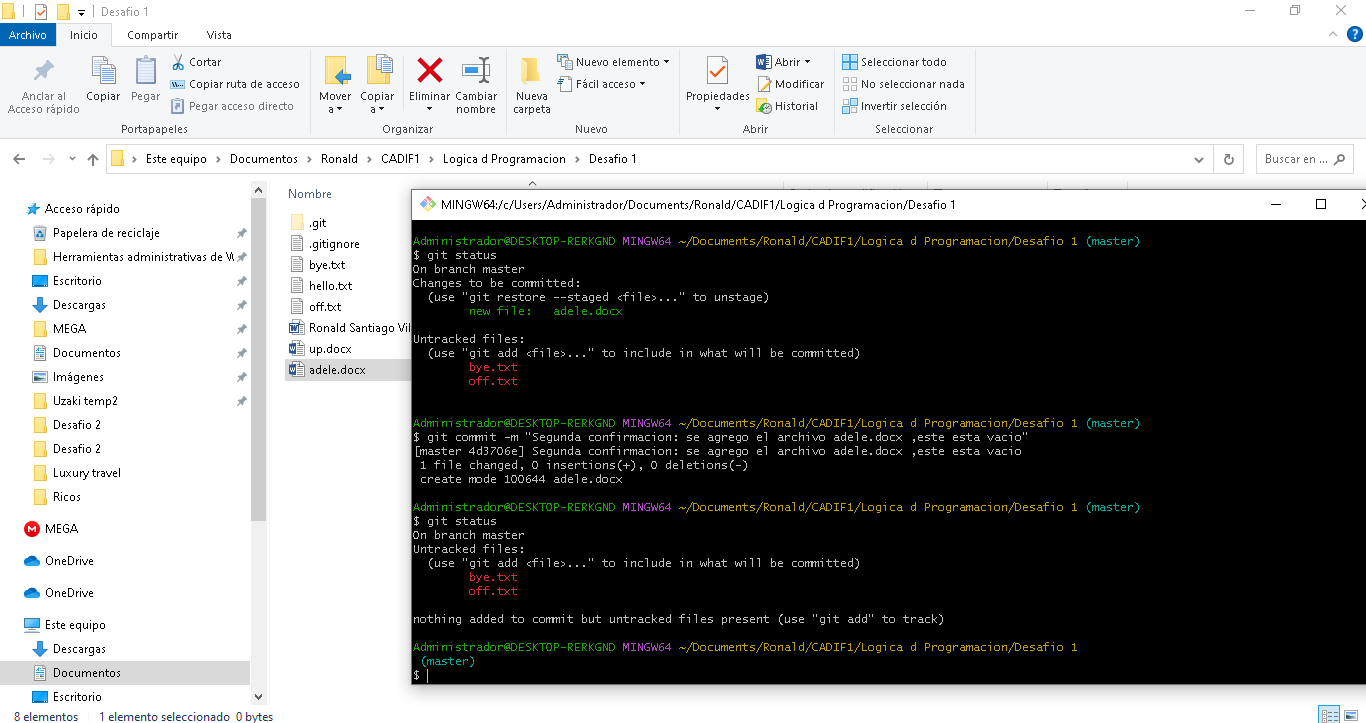 Desafio 1
Archivo Inicio Compartir Vista
Anclar al Acceso rápido
Copiar
Pegar
Cortar
Copiar ruta de acceso
Pegar acceso directo
Portapapeles
Mover a
Copiar a
Eliminar
Cambiar nombre
Organizar
Nueva carpeta
Nuevo elemento
Fácil acceso
Nuevo
Propiedades
Abrir
Modificar
Historial
Abrir
Seleccionar todo
No seleccionar nada
Invertir selección
Seleccionar
Este equipo > Documentos > Ronald > CADIF1 > Logica d Programacion > Desafio 1
Buscar en ...
Acceso rápido
Papelera de reciclaje
Herramientas administrativas de W
Escritorio
Descargas
MEGA
Documentos
Imágenes
Uzaki temp2
Desafio 2
Desafio 2
Luxury travel
Ricos
MEGA
OneDrive
OneDrive
Este equipo
Descargas
Documentos
Escritorio
Nombre
.git
.gitignore
bye.txt
hello.txt
off.txt
Ronald Santiago Vil
up.docx
adele.docx
MINGW64:/c/Users/Administrador/Documents/Ronald/CADIF1/Logica d Programacion/Desafio 1
Administrador@DESKTOP-RERKGND MINGW64 ~/Documents/Ronald/CADIF1/Logica d Programacion/Desafio 1 (master)
$ git status
On branch master
Changes to be committed:
(use "git restore --staged <file>..." to unstage)
new file:   adele.docx
Untracked files:
(use "git add <file>..." to include in what will be committed)
bye.txt
off.txt
Administrador@DESKTOP-RERKGND MINGW64 ~/Documents/Ronald/CADIF1/Logica d Programacion/Desafio 1 (master)
$ git commit -m "Segunda confirmacion: se agrego el archivo adele.docx ,este esta vacio"
[master 4d3706e] Segunda confirmacion: se agrego el archivo adele.docx ,este esta vacio
1 file changed, 0 insertions(+), 0 deletions(-)
create mode 100644 adele.docx
Administrador@DESKTOP-RERKGND MINGW64 ~/Documents/Ronald/CADIF1/Logica d Programacion/Desafio 1 (master)
$ git status
On branch master
Untracked files:
(use "git add <file>..." to include in what will be committed)
bye.txt
off.txt
nothing added to commit but untracked files present (use "git add" to track)
Administrador@DESKTOP-RERKGND MINGW64 ~/Documents/Ronald/CADIF1/Logica d Programacion/Desafio 1
(master)
$
8 elementos 1 elemento seleccionado 0 bytes